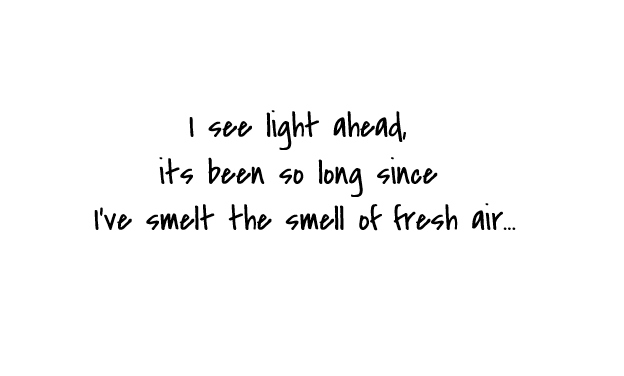 I see light ahead,
its been so long since
I've smelt the smell of fresh air...